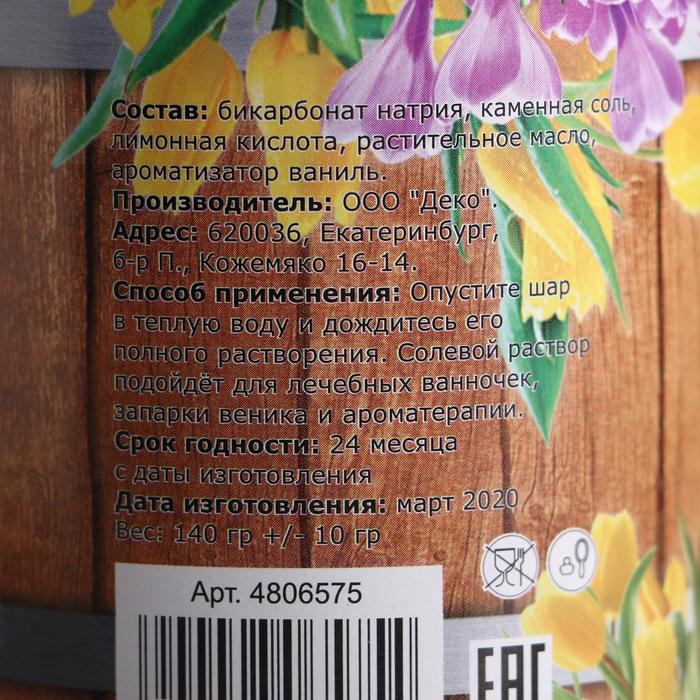 Состав: бикарбонат натрия, каменная соль,
лимонная кислота, растительное масло,
ароматизатор ваниль.
Производитель: ООО "Деко".
Адрес: 620036, Екатеринбург,
б-р П., Кожемяко 16-14.
Способ применения: Опустите шар
в теплую воду и дождитесь его
полного растворения. Солевой раствор
подойдёт для лечебных ванночек,
запарки веника и ароматерапии.
Срок годности: 24 месяца
с даты изготовления
Дата изготовления: март 2020
Вес: 140 гр +/- 10 гр
Арт. 4806575
EAC